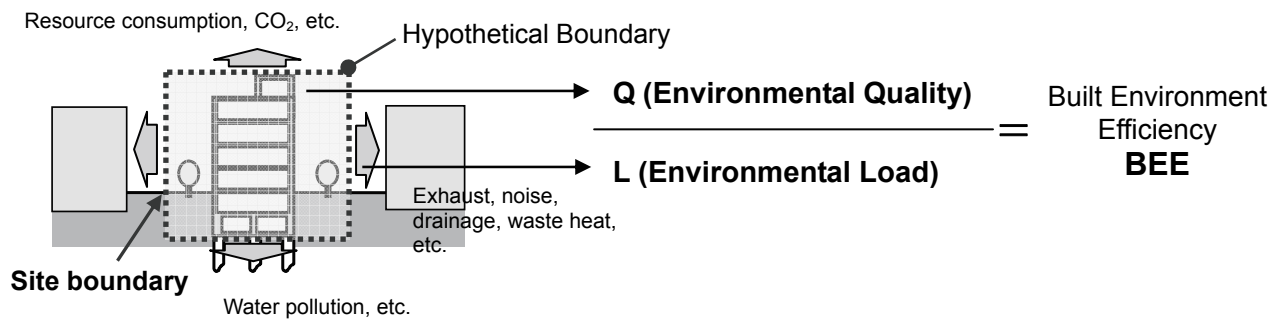 Resource consumption, CO₂, etc.
Hypothetical Boundary
Q (Environmental Quality)
L (Environmental Load)
=
Built Environment
Efficiency
BEE
Exhaust, noise,
drainage, waste heat,
etc.
Site boundary
Water pollution, etc.